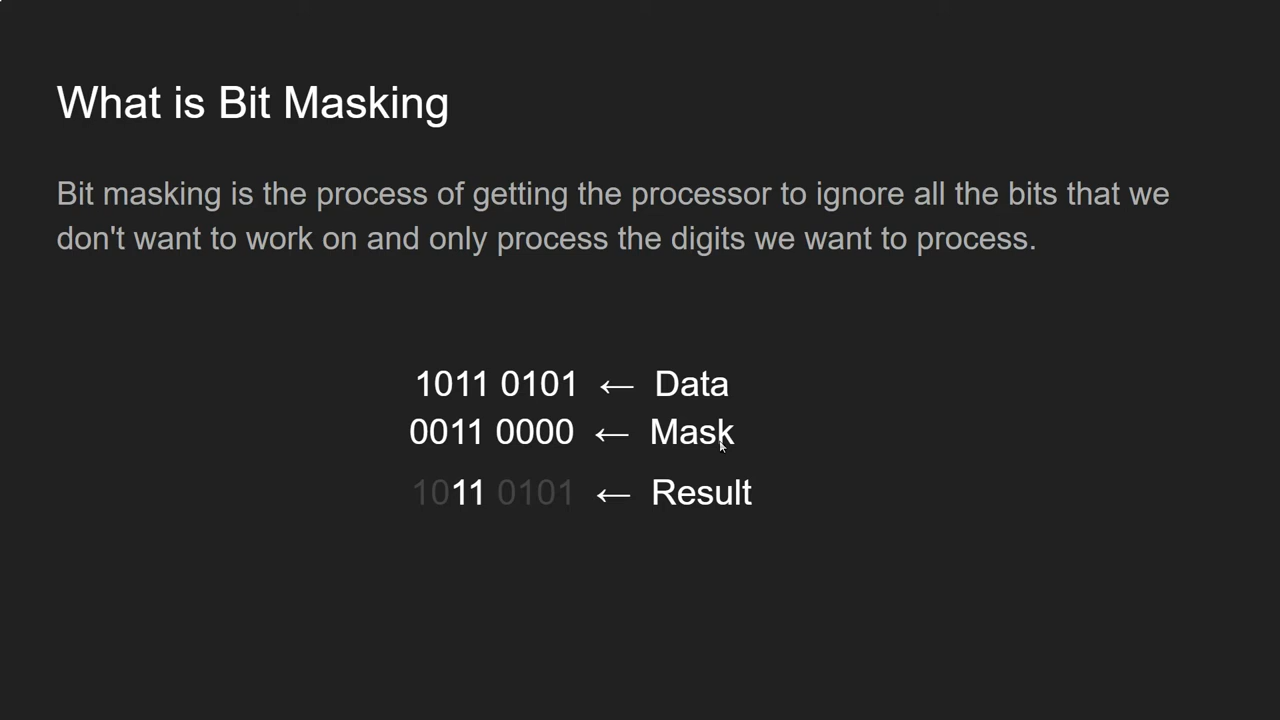 What is Bit Masking
Bit masking is the process of getting the processor to ignore all the bits that we
don't want to work on and only process the digits we want to process.
1011 0101 ← Data
0011 0000 ← Mask
1011 0101 ← Result